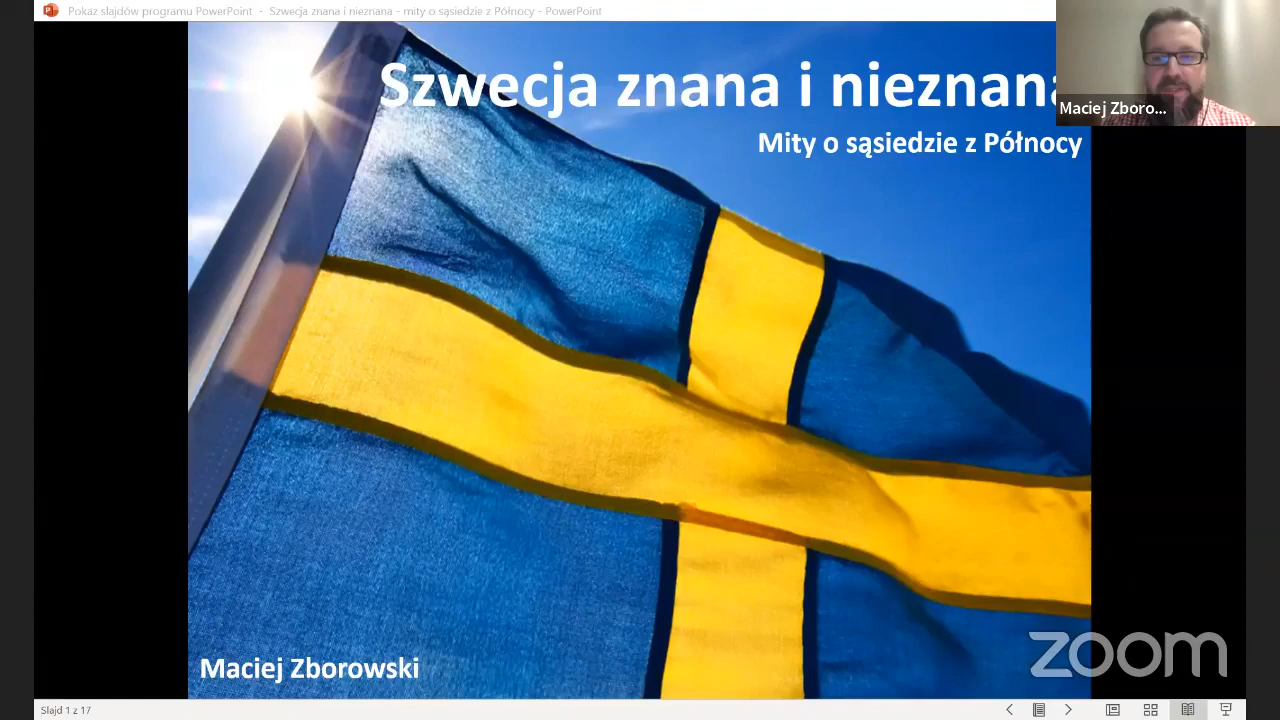 Pokaz slajdów programu PowerPoint - Szwecja znana i nieznana - mity o sąsiedzie z Północy - PowerPoint
Szwecja znana i nieznana
Mity o sąsiedzie z Północy
Maciej Zboro...
Maciej Zborowski
zoom
Slajd 1 z 17